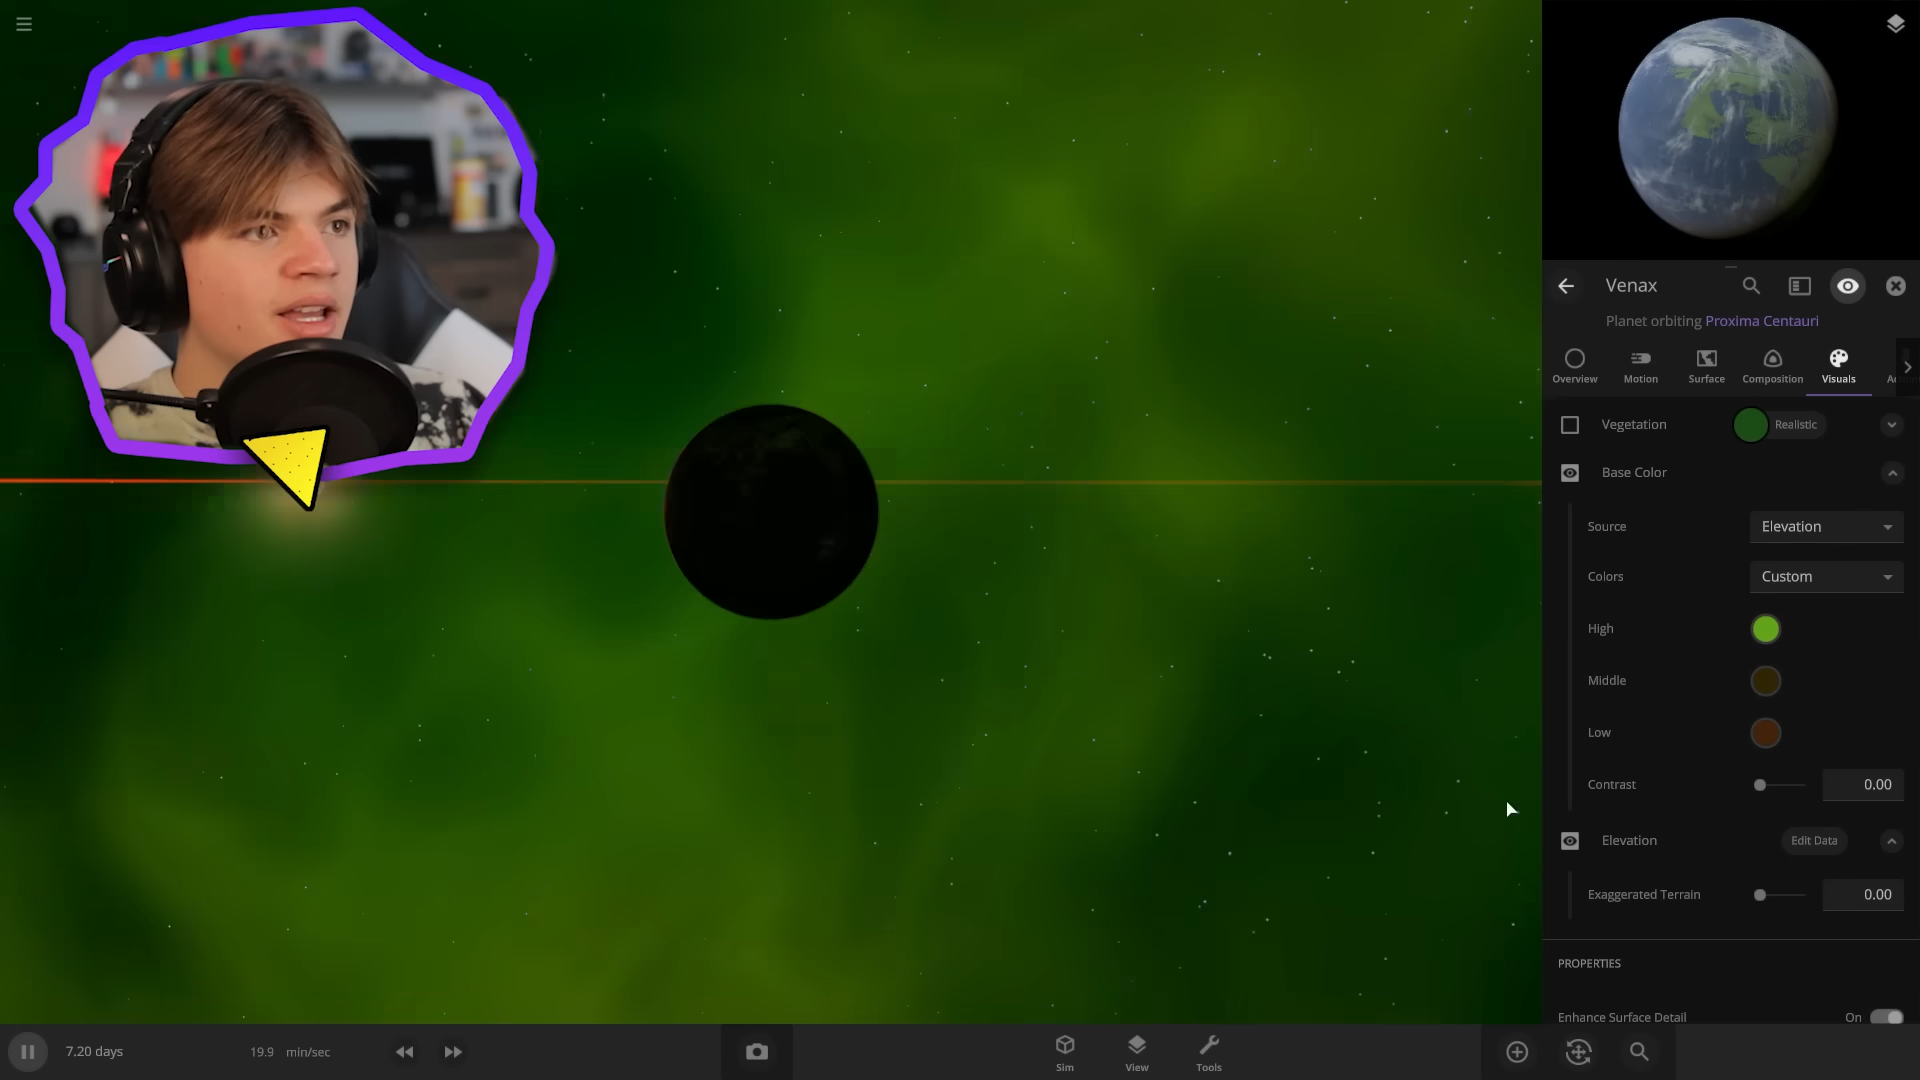 Venax
Planet orbiting Proxima Centauri
Overview Motion Surface Composition Visuals
Vegetation Realistic
Base Color
Source Elevation
Colors Custom
High
Middle
Low
Contrast 0.00
Elevation Edit Data
Exaggerated Terrain 0.00
PROPERTIES
Enhance Surface Detail On
7.20 days 19.9 min/sec Sim View Tools